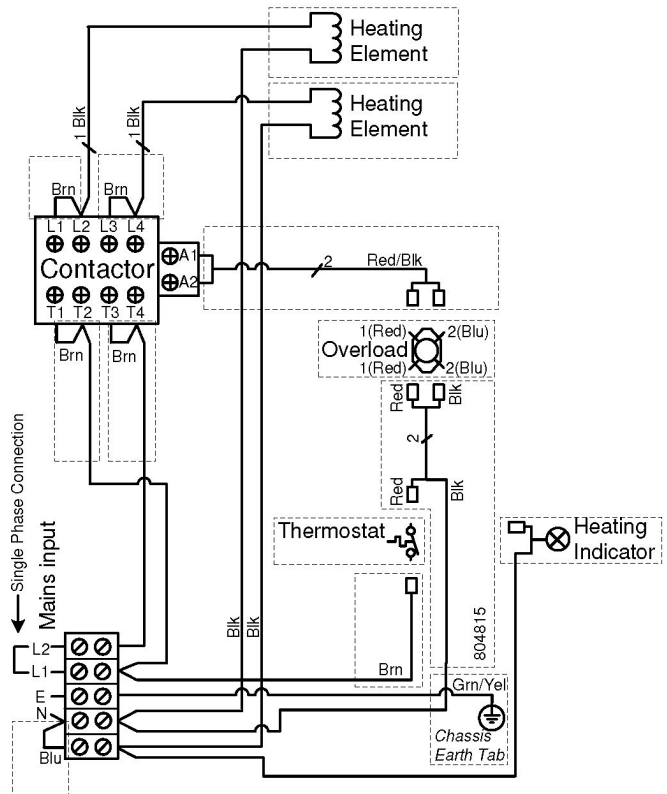 Heating
Element
Heating
Element
1 Blk
1 Blk
Brn
Brn
L1 L2 L3 L4
A1
Contactor
A2
T1 T2 T3 T4
Brn
Brn
2
Red/Blk
1(Red)
2(Blu)
Overload
1(Red)
2(Blu)
Red
Blk
2
Red
Blk
Single Phase Connection
Mains input
Thermostat
Heating
Indicator
Blk
Blk
804815
L2
L1
Brn
E
Grn/Yel
N
Blu
Chassis
Earth Tab